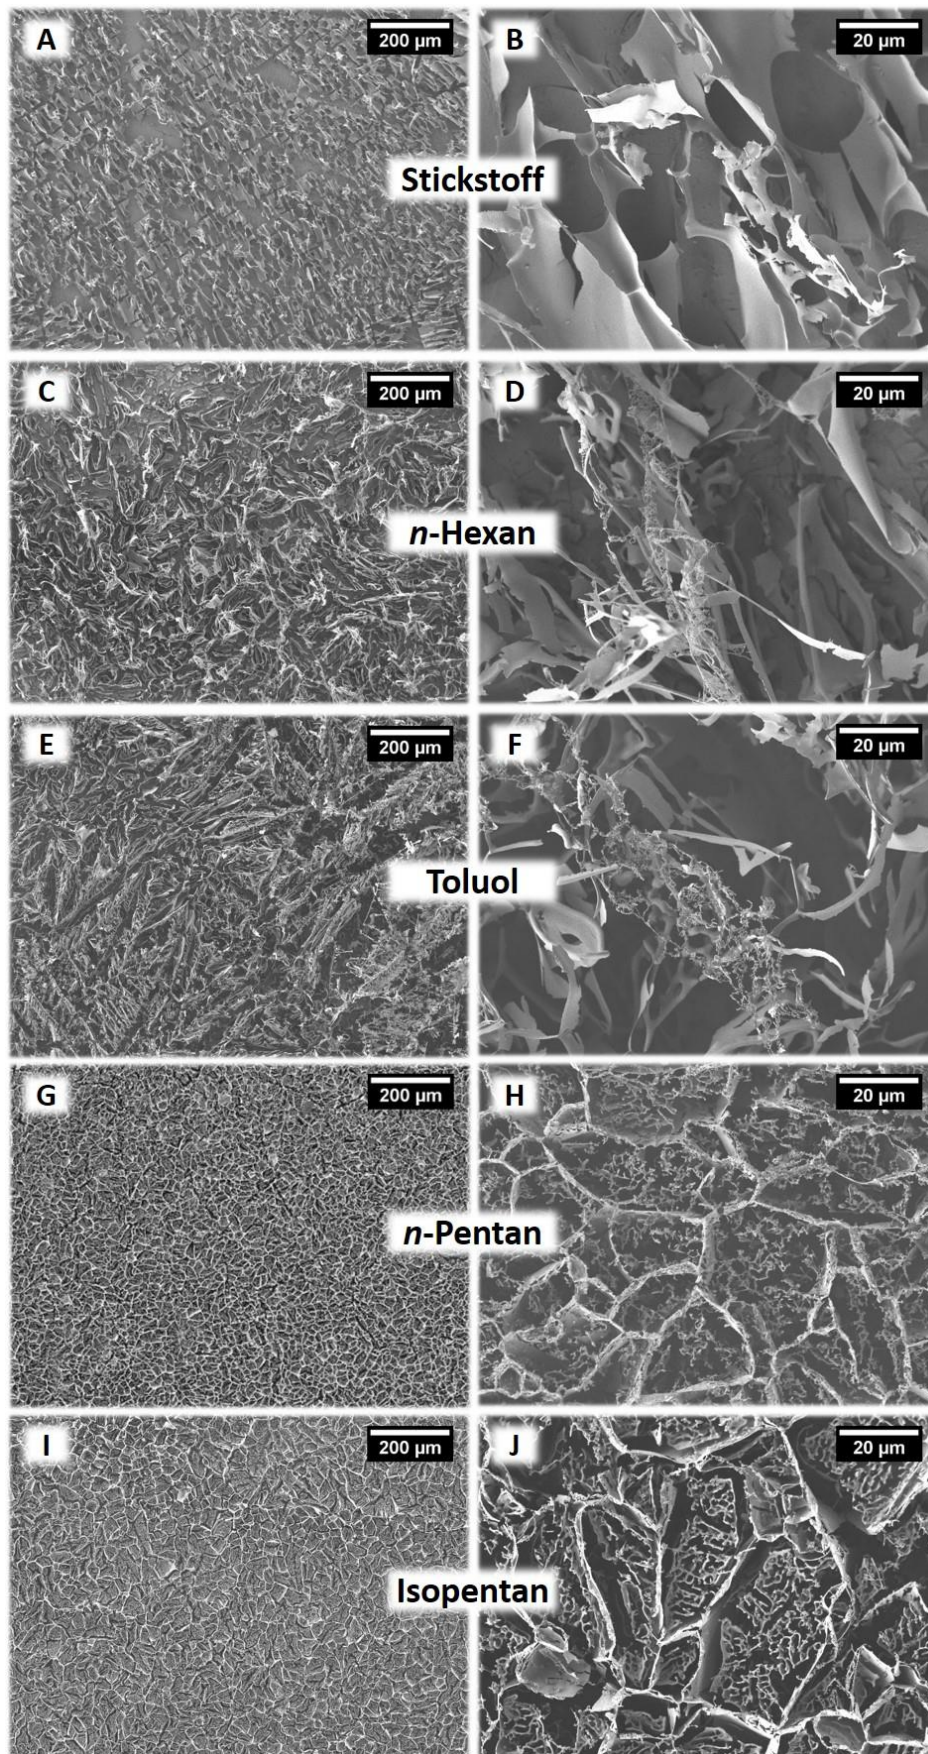 A
200 µm
B
20 µm
Stickstoff
C
200 µm
D
20 µm
n-Hexan
E
200 µm
F
20 µm
Toluol
G
200 µm
H
20 µm
n-Pentan
I
200 µm
J
20 µm
Isopentan